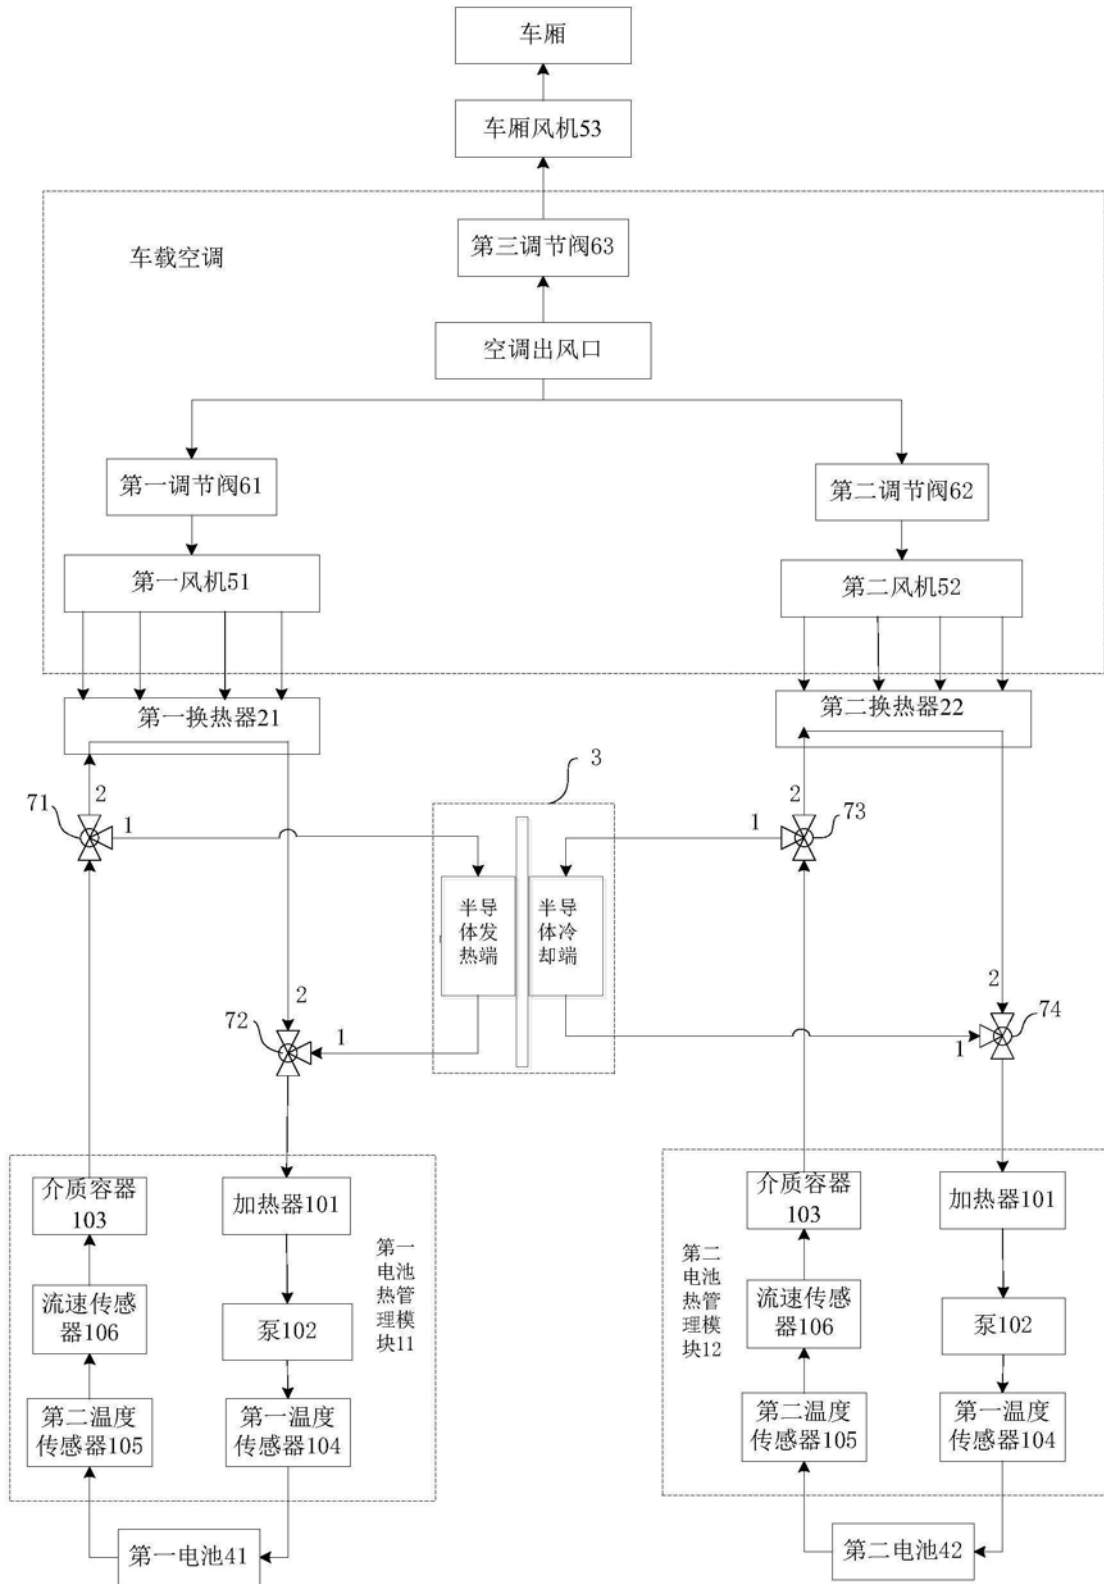 车厢
车厢风机53
车载空调
第三调节阀63
空调出风口
第一调节阀61
第二调节阀62
第一风机51
第二风机52
第一换热器21
第二换热器22
3
71
2
1
2
1
73
半导
体发
热端
半导
体冷
却端
72
2
1
2
1
74
介质容器
103
加热器101
第一
电池
热管
理模
块11
流速传感
器106
泵102
第二温度
传感器105
第一温度
传感器104
第一电池41
介质容器
103
加热器101
第二
电池
热管
理模
块12
流速传感
器106
泵102
第二温度
传感器105
第一温度
传感器104
第二电池42